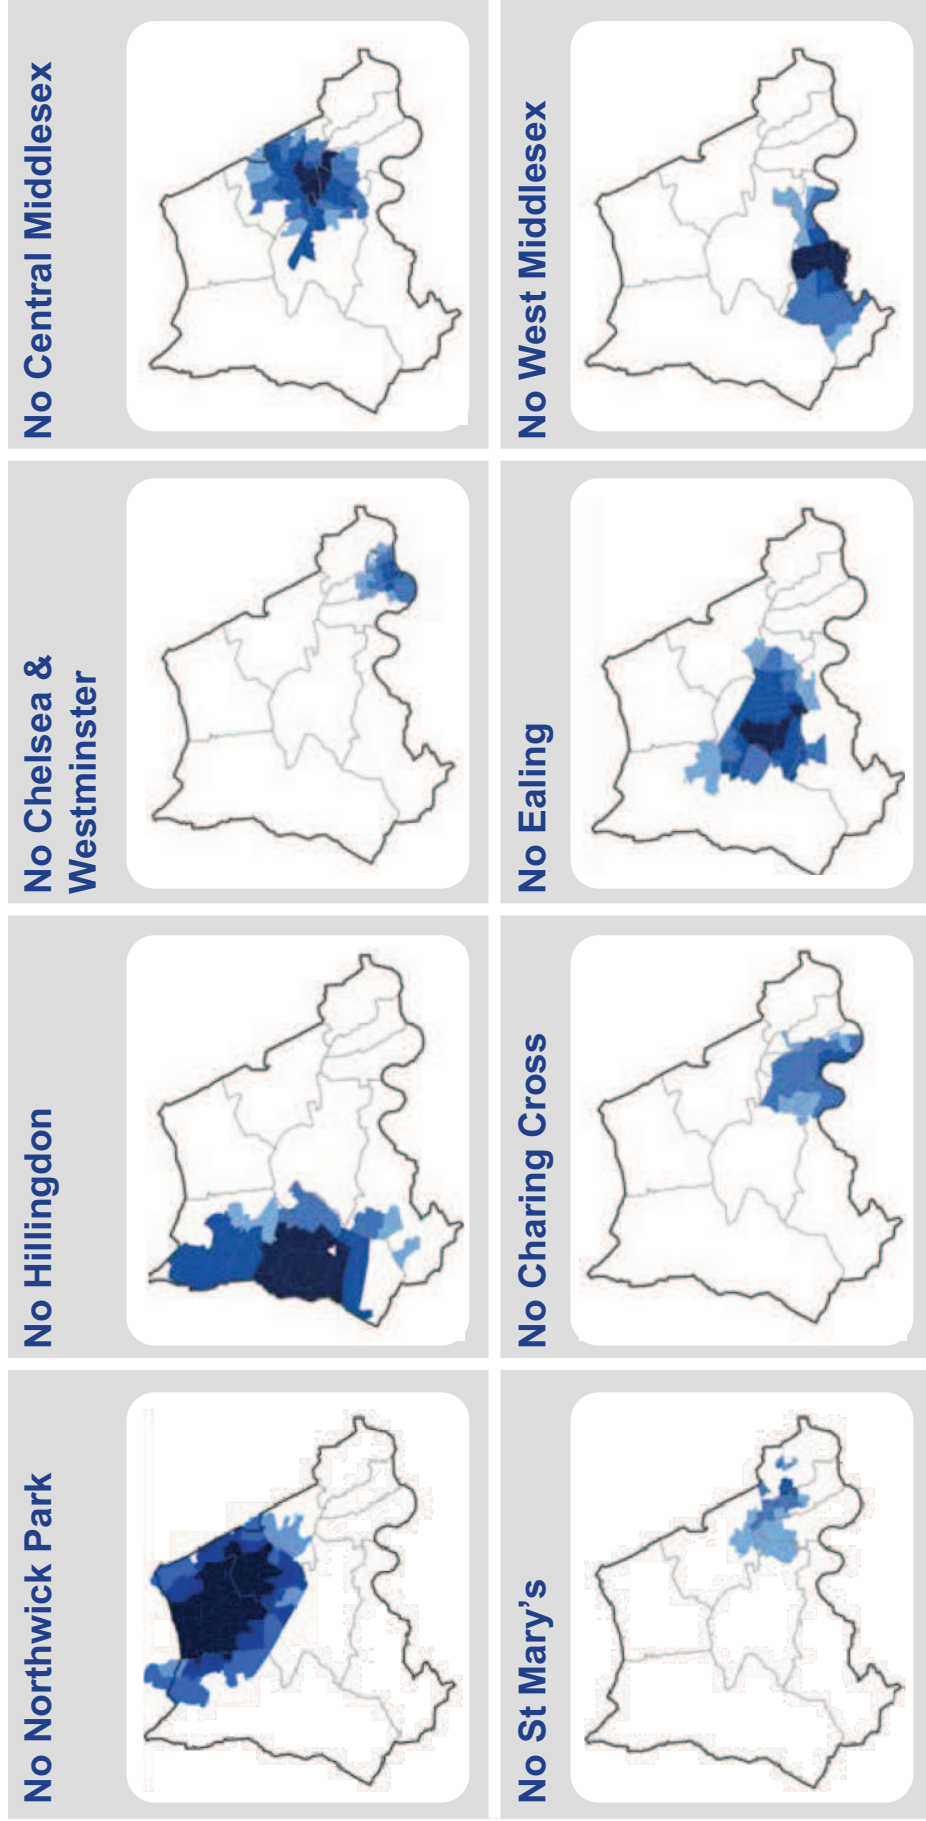 No Northwick Park
No Hillingdon
No Chelsea &
Westminster
No Central Middlesex
No St Mary’s
No Charing Cross
No Ealing
No West Middlesex